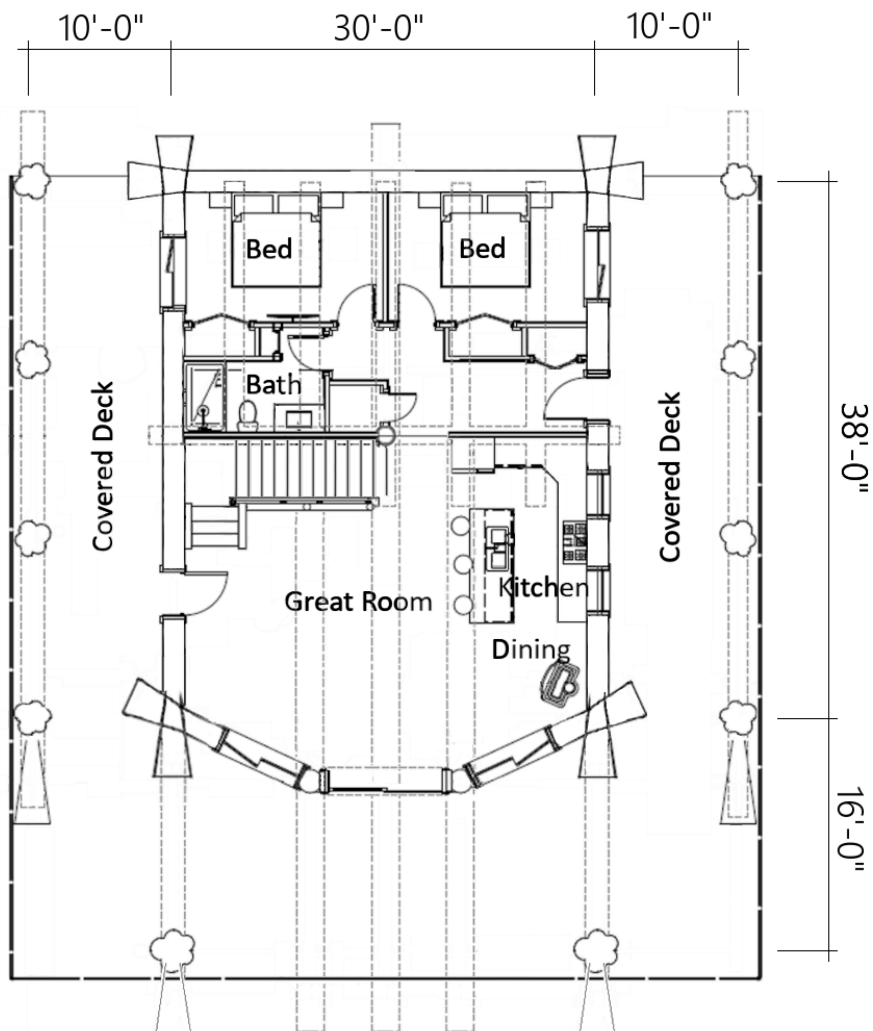 10'-0" 30'-0" 10'-0"
Bed Bed
Bath
Covered Deck
Covered Deck
38'-0"
Great Room
Kitchen
Dining
16'-0"